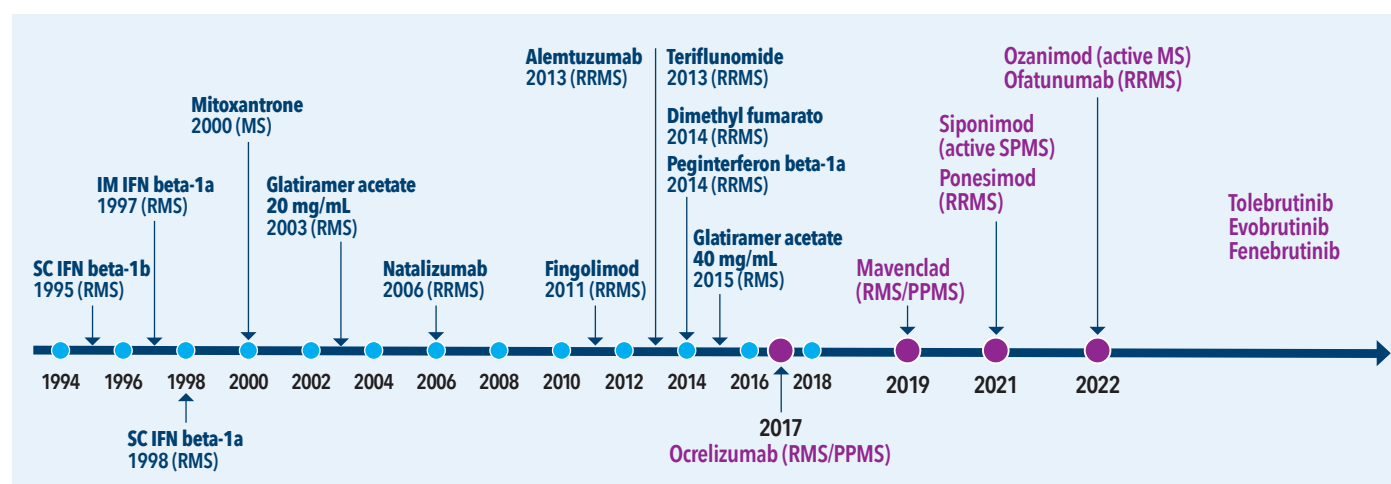 Alemtuzumab
2013 (RRMS)
Teriflunomide
2013 (RRMS)
Ozanimod (active MS)
Ofatunumab (RRMS)
Mitoxantrone
2000 (MS)
Dimethyl fumarato
2014 (RRMS)
Siponimod
(active SPMS)
Peginterferon beta-1a
2014 (RRMS)
Ponesimod
(RRMS)
IM IFN beta-1a
1997 (RMS)
Glatiramer acetate
20 mg/mL
2003 (RMS)
Tolebrutinib
Evobrutinib
Fenebrutinib
Glatiramer acetate
40 mg/mL
2015 (RMS)
SC IFN beta-1b
1995 (RMS)
Natalizumab
2006 (RRMS)
Fingolimod
2011 (RRMS)
Mavenclad
(RMS/PPMS)
1994 1996 1998 2000 2002 2004 2006 2008 2010 2012 2014 2016 2018 2019 2021 2022
SC IFN beta-1a
1998 (RMS)
2017
Ocrelizumab (RMS/PPMS)